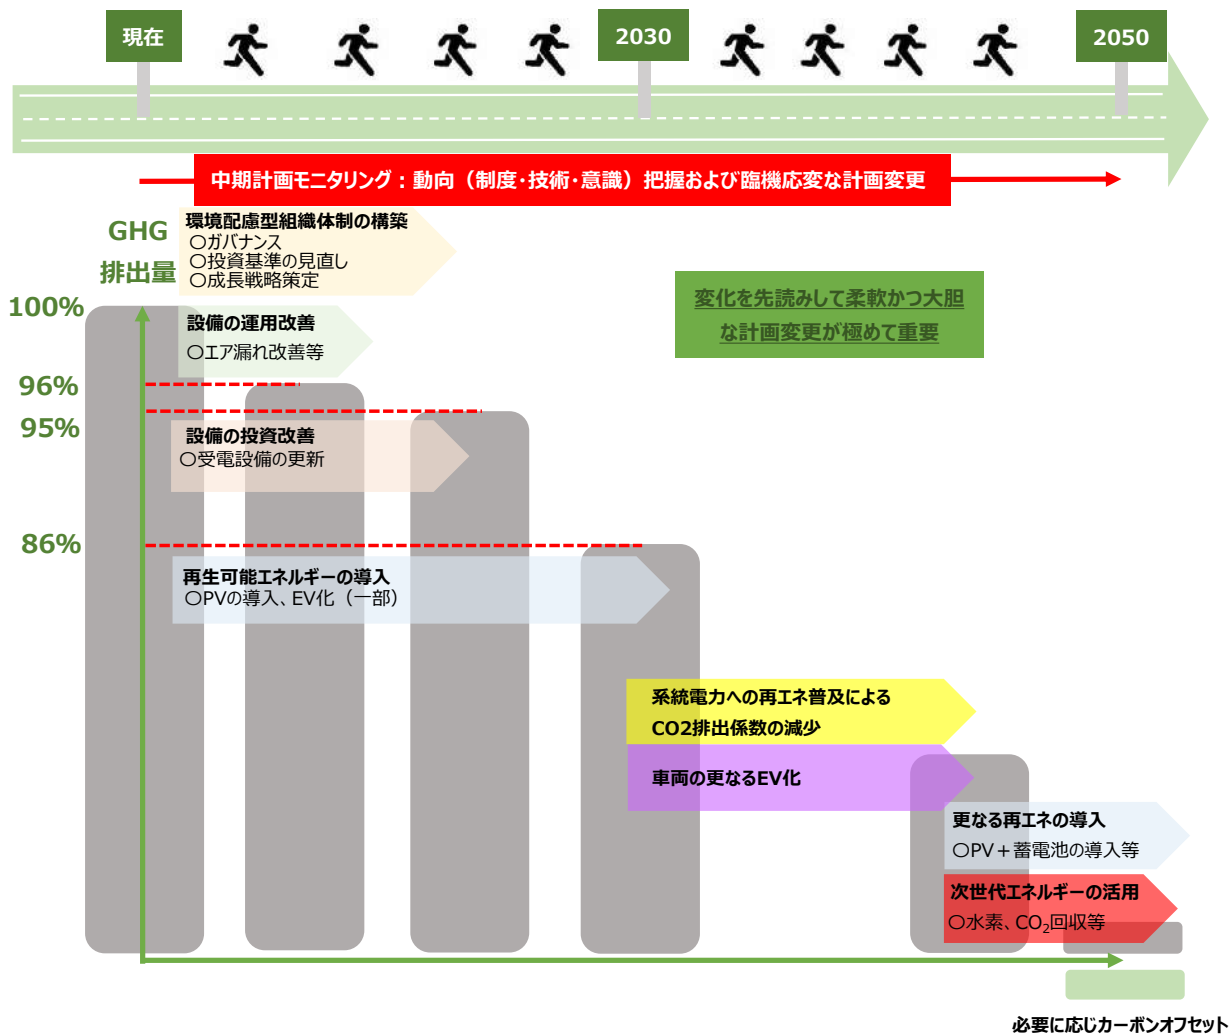 現在
2030
2050
中期計画モニタリング：動向（制度・技術・意識）把握および臨機応変な計画変更
GHG
排出量
環境配慮型組織体制の構築
○ガバナンス
○投資基準の見直し
○成長戦略策定
変化を先読みして柔軟かつ大胆
な計画変更が極めて重要
100%
設備の運用改善
○エア漏れ改善等
96%
95%
設備の投資改善
○受電設備の更新
86%
再生可能エネルギーの導入
○PVの導入、EV化（一部）
系統電力への再エネ普及による
CO2排出係数の減少
車両の更なるEV化
更なる再エネの導入
○PV＋蓄電池の導入等
次世代エネルギーの活用
○水素、CO₂回収等
必要に応じカーボンオフセット